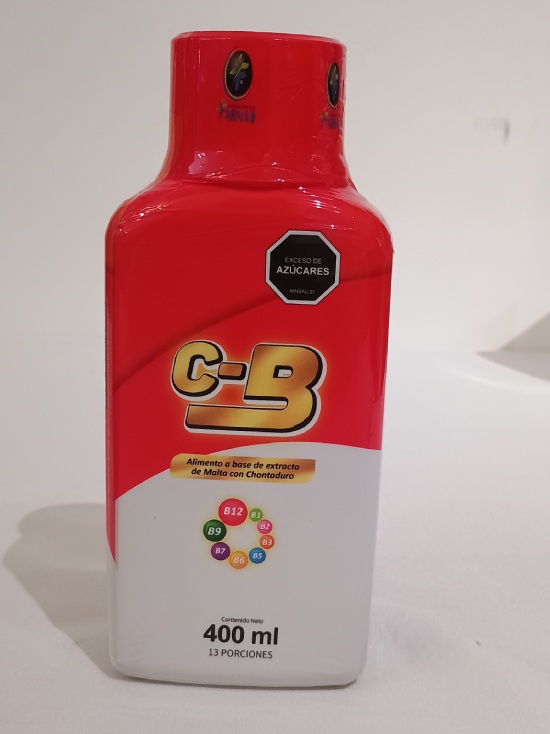 EXCESO DE
AZÚCARES
MINSALUD
C-B
Alimento a base de extracto
de Malta con Chontaduro
B12
B1
B2
B3
B5
B6
B7
B9
Contenido Neto
400 ml
13 PORCIONES